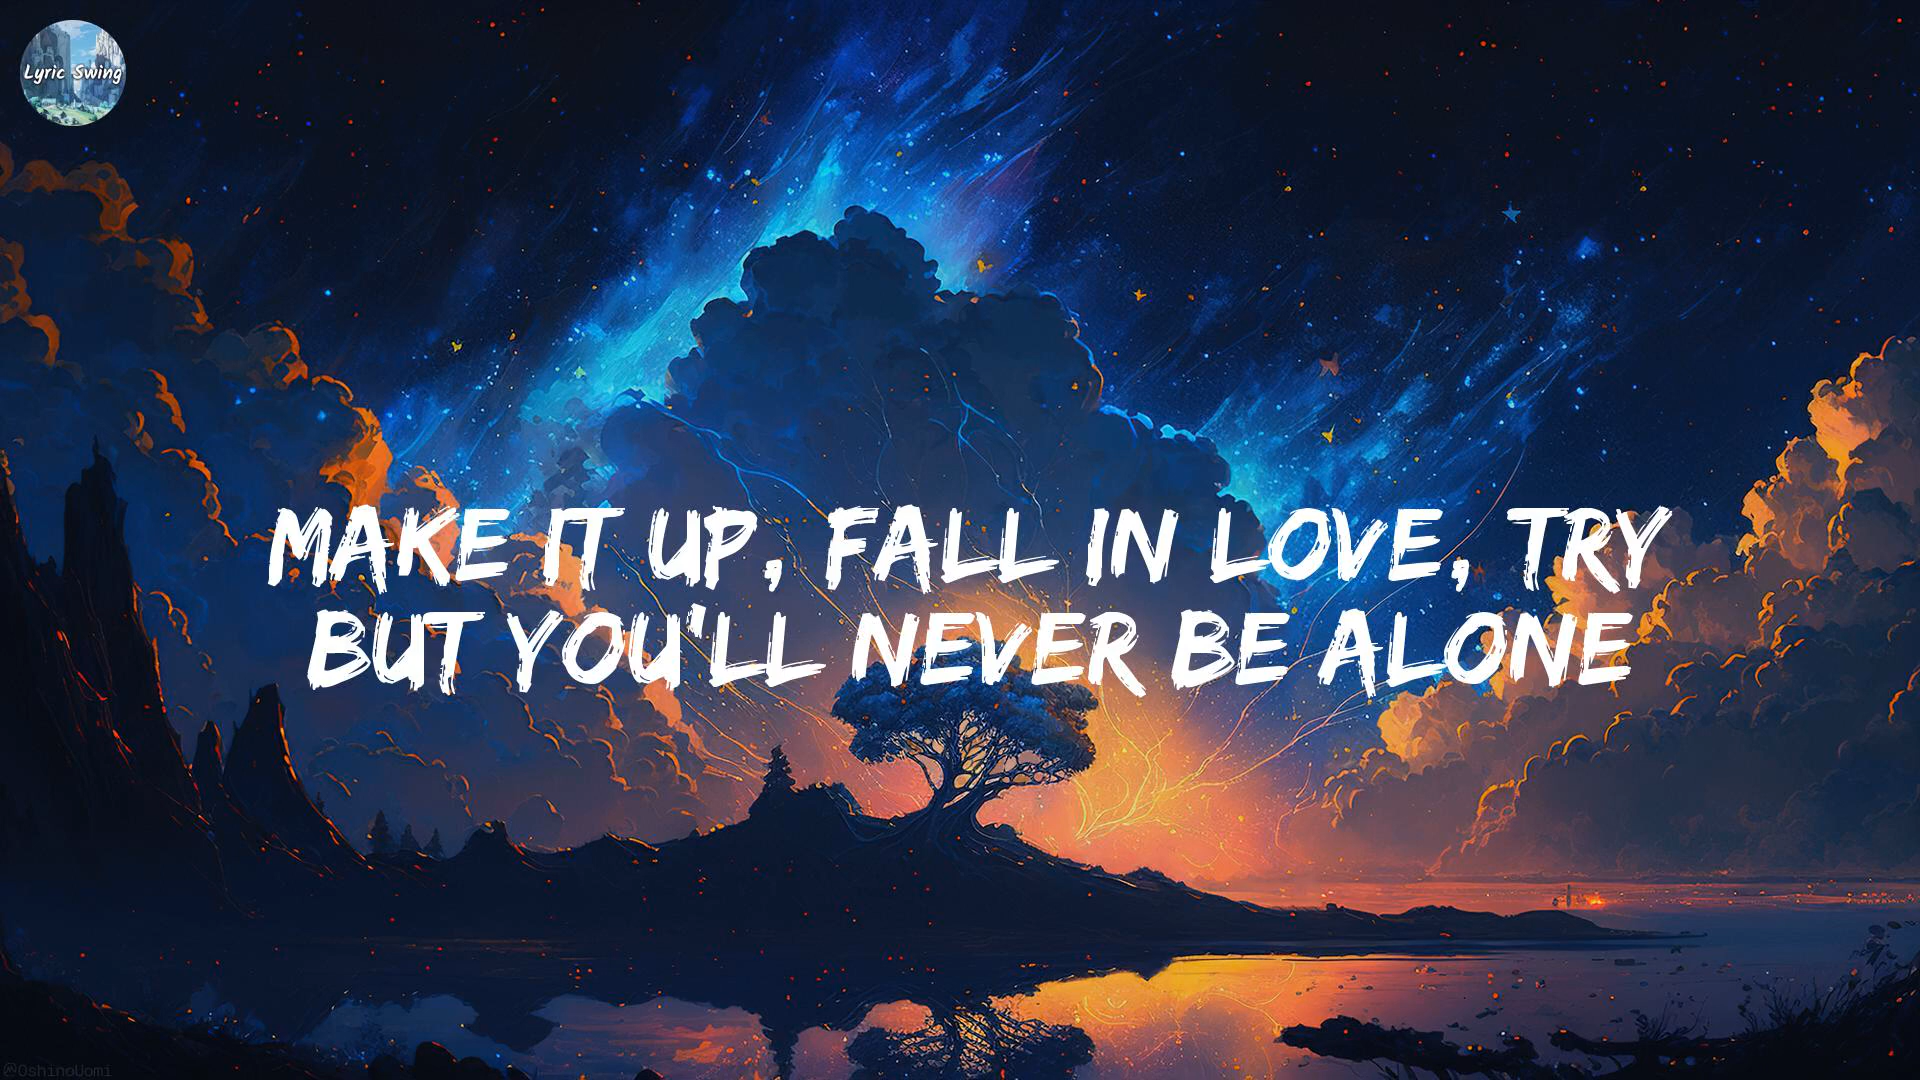 Lyric Swing
MAKE IT UP, FALL IN LOVE, TRY
BUT YOU'LL NEVER BE ALONE
@OshinoUomi